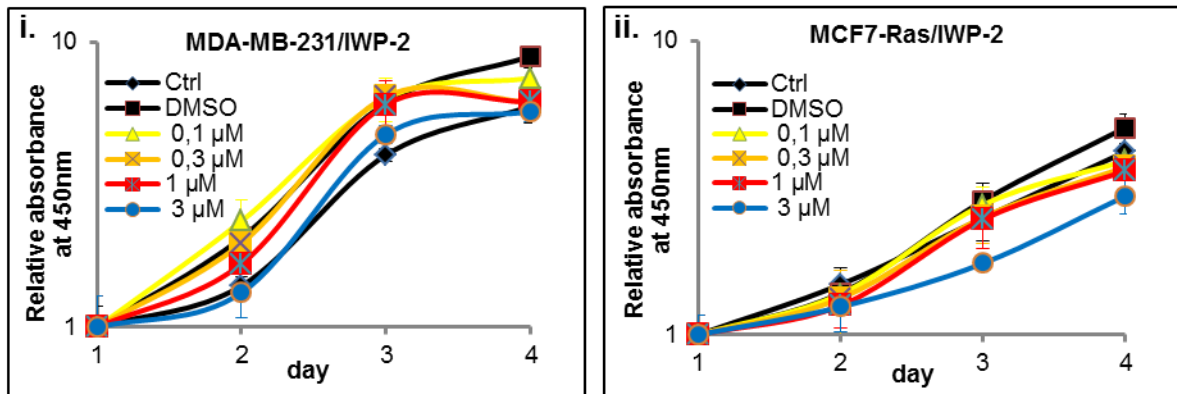 i.
MDA-MB-231/IWP-2
10
Ctrl
DMSO
0,1 µM
0,3 µM
1 µM
3 µM
Relative absorbance
at 450nm
1
1 2 3 4
day
ii.
MCF7-Ras/IWP-2
10
Ctrl
DMSO
0,1 µM
0,3 µM
1 µM
3 µM
Relative absorbance
at 450nm
1
1 2 3 4
day